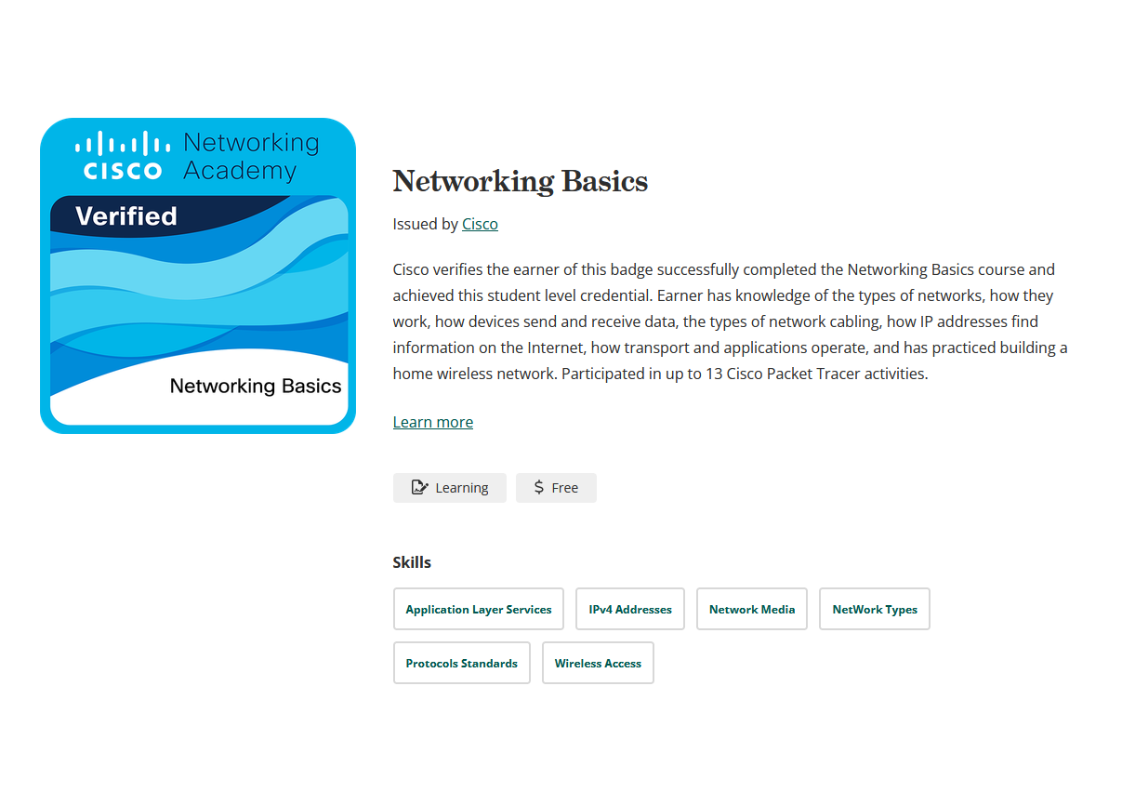 CISCO Networking Academy
Verified
Networking Basics
Networking Basics
Issued by Cisco
Cisco verifies the earner of this badge successfully completed the Networking Basics course and
achieved this student level credential. Earner has knowledge of the types of networks, how they
work, how devices send and receive data, the types of network cabling, how IP addresses find
information on the Internet, how transport and applications operate, and has practiced building a
home wireless network. Participated in up to 13 Cisco Packet Tracer activities.
Learn more
Learning $ Free
Skills
Application Layer Services IPv4 Addresses Network Media NetWork Types
Protocols Standards Wireless Access